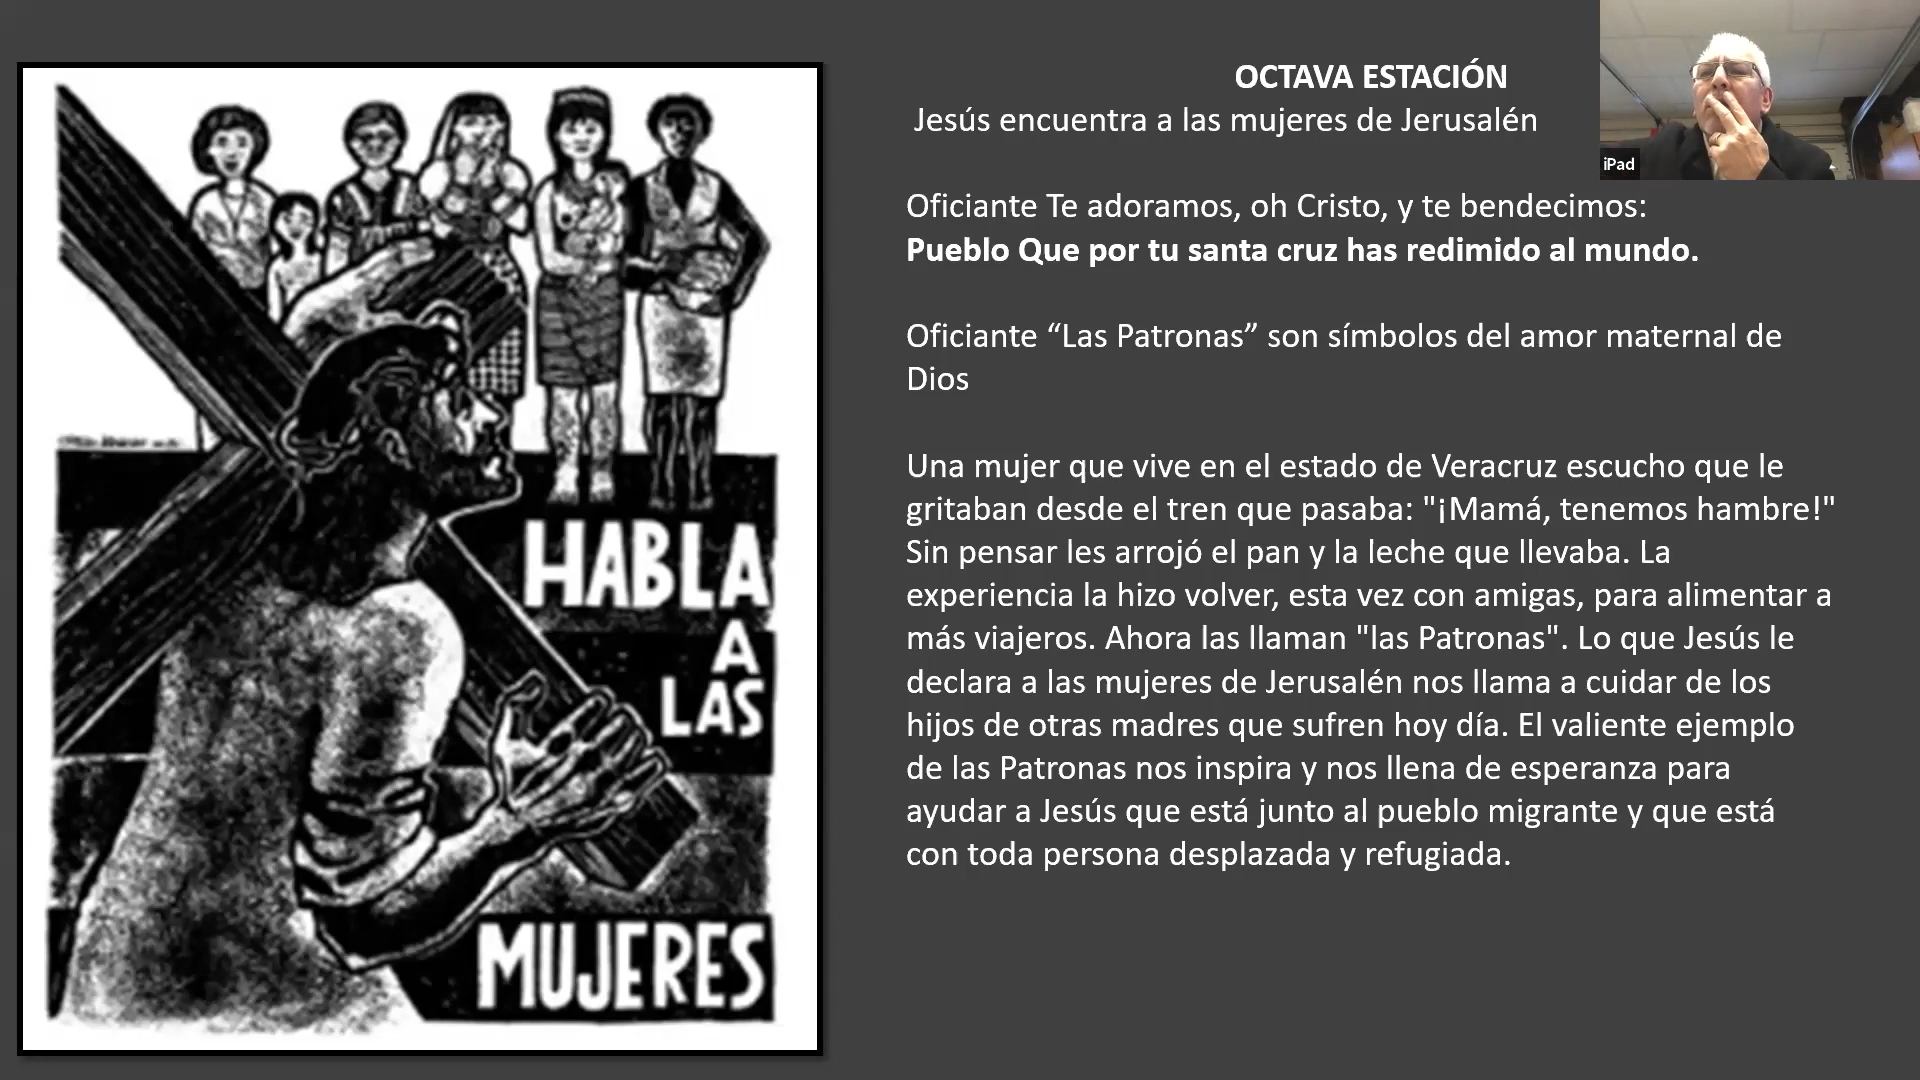 HABLA
A
LAS
MUJERES
OCTAVA ESTACIÓN
Jesús encuentra a las mujeres de Jerusalén
iPad
Oficiante Te adoramos, oh Cristo, y te bendecimos:
Pueblo Que por tu santa cruz has redimido al mundo.
Oficiante “Las Patronas” son símbolos del amor maternal de
Dios
Una mujer que vive en el estado de Veracruz escucho que le
gritaban desde el tren que pasaba: "¡Mamá, tenemos hambre!"
Sin pensar les arrojó el pan y la leche que llevaba. La
experiencia la hizo volver, esta vez con amigas, para alimentar a
más viajeros. Ahora las llaman "las Patronas". Lo que Jesús le
declara a las mujeres de Jerusalén nos llama a cuidar de los
hijos de otras madres que sufren hoy día. El valiente ejemplo
de las Patronas nos inspira y nos llena de esperanza para
ayudar a Jesús que está junto al pueblo migrante y que está
con toda persona desplazada y refugiada.